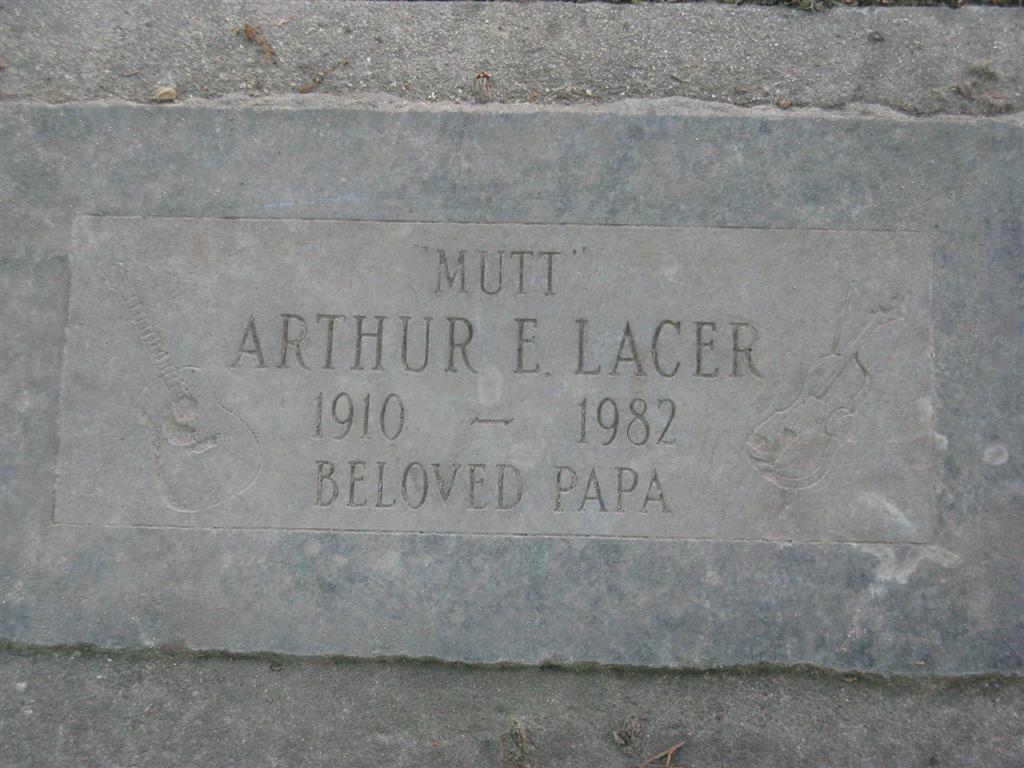 "MUTT"
ARTHUR E. LACER
1910 — 1982
BELOVED PAPA